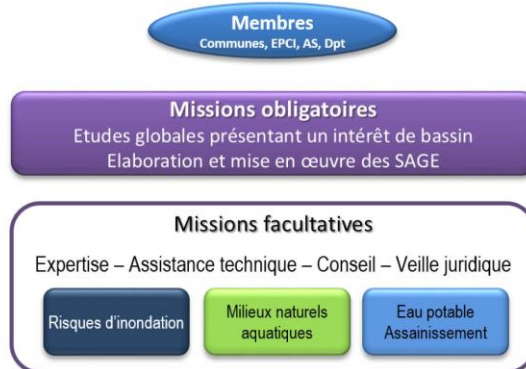 Membres
Communes, EPCI, AS, Dpt
Missions obligatoires
Etudes globales présentant un intérêt de bassin
Elaboration et mise en œuvre des SAGE
Missions facultatives
Expertise – Assistance technique – Conseil – Veille juridique
Risques d'inondation
Milieux naturels
aquatiques
Eau potable
Assainissement